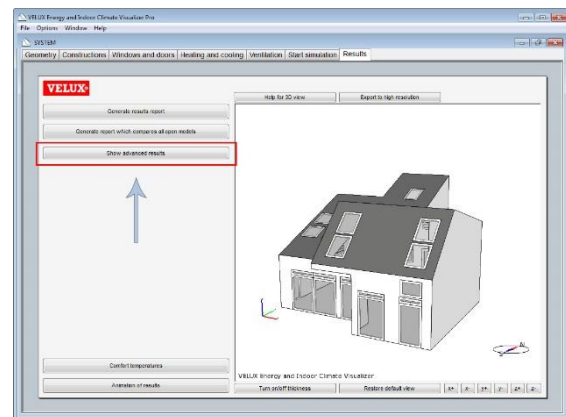 VELUX Energy and Indoor Climate Visualizer Pro
File Options Window Help
SYSTEM
Geometry Constructions Windows and doors Heating and cooling Ventilation Start simulation Results
VELUX
Help for 3D view Export to high resolution
Generate results report
Generate report which compares all open models
Show advanced results
N
Comfort temperatures
VELUX Energy and Indoor Climate Visualizer
Animation of results
Turn on/off thickness Restore default view x+ x- y+ y- z+ z-